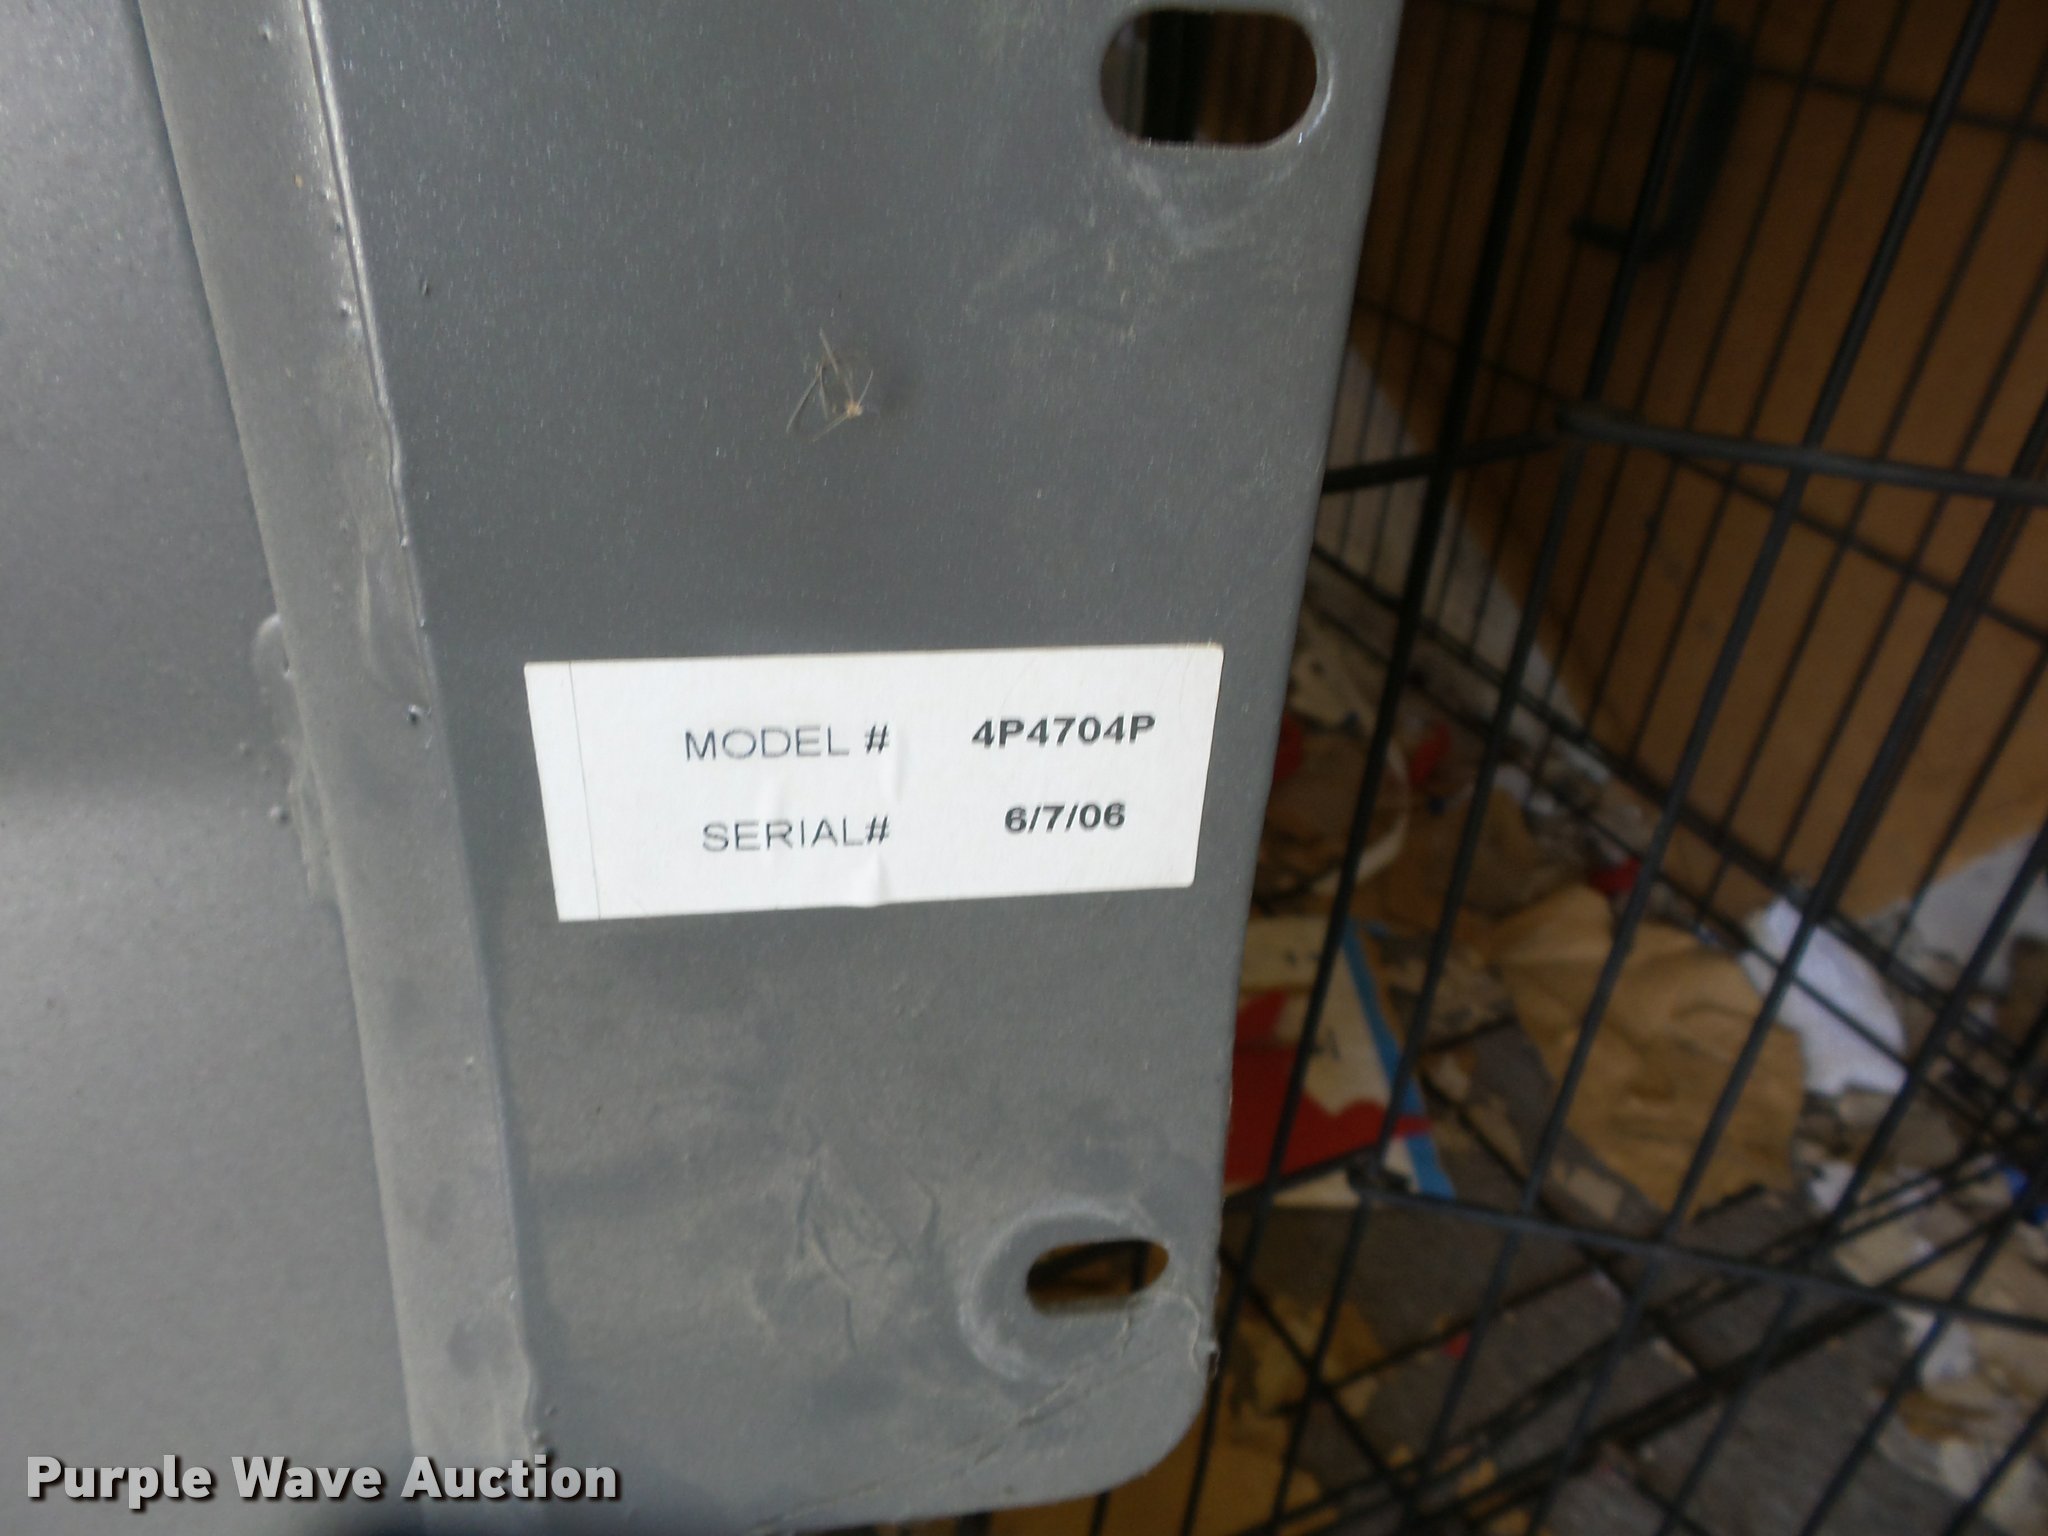 MODEL # 4P4704P
SERIAL# 6/7/06
Purple Wave Auction